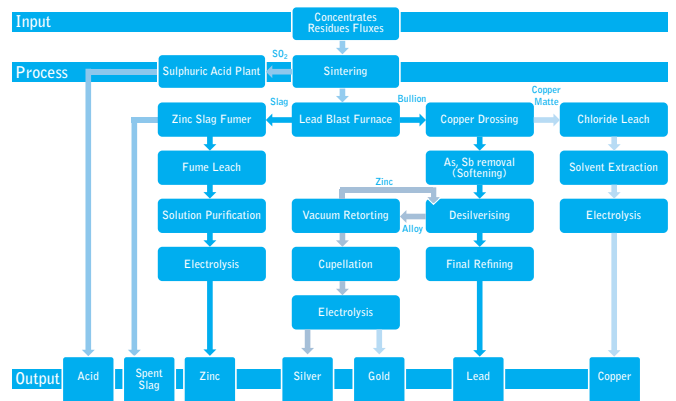 Input
Concentrates
Residues Fluxes
SO₂
Process
Sulphuric Acid Plant
Sintering
Slag
Bullion
Copper
Matte
Zinc Slag Fumer
Lead Blast Furnace
Copper Drossing
Chloride Leach
Fume Leach
As, Sb removal
(Softening)
Solvent Extraction
Zinc
Solution Purification
Vacuum Retorting
Alloy
Desilverising
Electrolysis
Electrolysis
Cupellation
Final Refining
Electrolysis
Output
Acid
Spent
Slag
Zinc
Silver
Gold
Lead
Copper